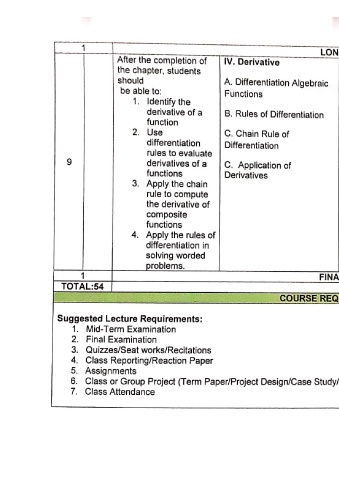 1
LON
After the completion of
the chapter, students
should
be able to:
1. Identify the
derivative of a
function
2. Use
differentiation
rules to evaluate
derivatives of a
functions
3. Apply the chain
rule to compute
the derivative of
composite
functions
4. Apply the rules of
differentiation in
solving worded
problems.
9
IV. Derivative
A. Differentiation Algebraic
Functions
B. Rules of Differentiation
C. Chain Rule of
Differentiation
C. Application of
Derivatives
1
FINA
TOTAL:54
COURSE REQ
Suggested Lecture Requirements:
1. Mid-Term Examination
2. Final Examination
3. Quizzes/Seat works/Recitations
4. Class Reporting/Reaction Paper
5. Assignments
6. Class or Group Project (Term Paper/Project Design/Case Study/
7. Class Attendance